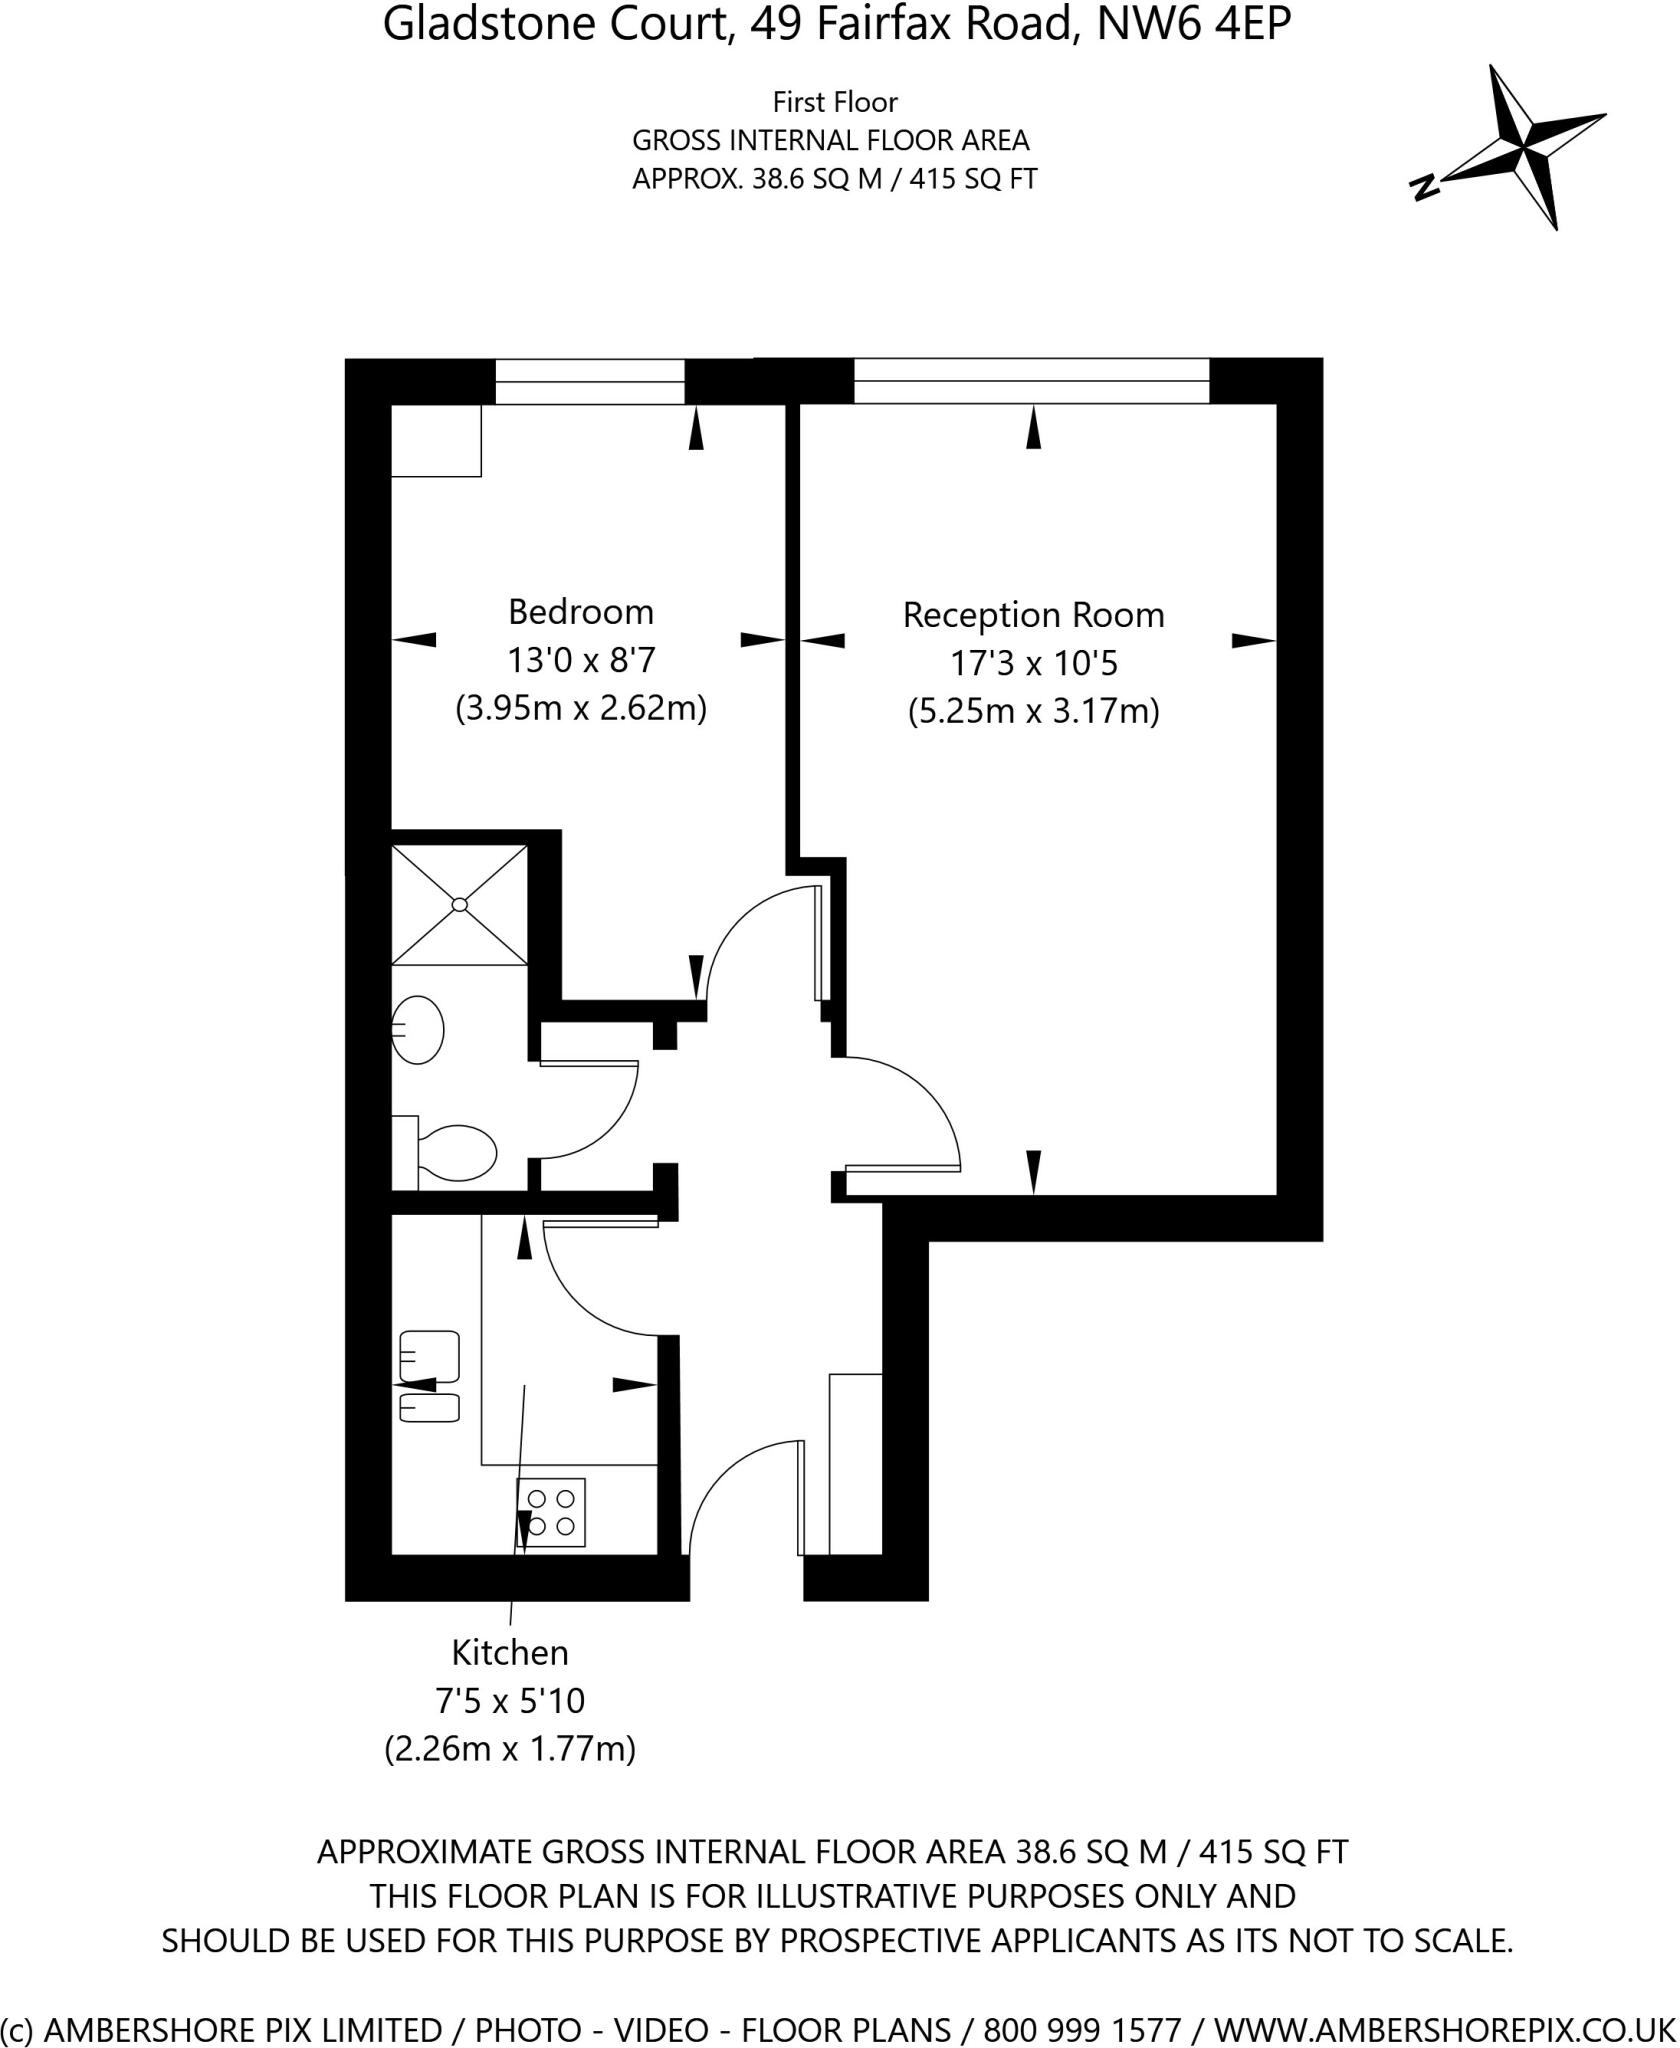 Gladstone Court, 49 Fairfax Road, NW6 4EP
First Floor
GROSS INTERNAL FLOOR AREA
APPROX. 38.6 SQ M / 415 SQ FT
N
Bedroom
13'0 x 8'7
(3.95m x 2.62m)
Reception Room
17'3 x 10'5
(5.25m x 3.17m)
Kitchen
7'5 x 5'10
(2.26m x 1.77m)
APPROXIMATE GROSS INTERNAL FLOOR AREA 38.6 SQ M / 415 SQ FT
THIS FLOOR PLAN IS FOR ILLUSTRATIVE PURPOSES ONLY AND
SHOULD BE USED FOR THIS PURPOSE BY PROSPECTIVE APPLICANTS AS ITS NOT TO SCALE.
(c) AMBERSHORE PIX LIMITED / PHOTO - VIDEO - FLOOR PLANS / 800 999 1577 / WWW.AMBERSHOREPIX.CO.UK